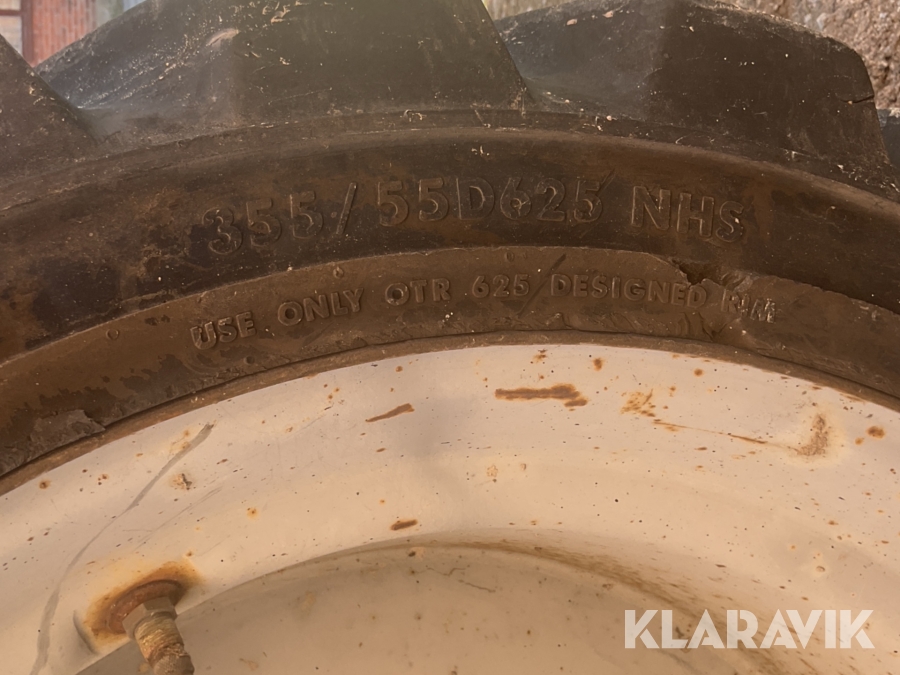 355/55D625 NHS
USE ONLY OTR 625 DESIGNED RIM
KLARAVIK